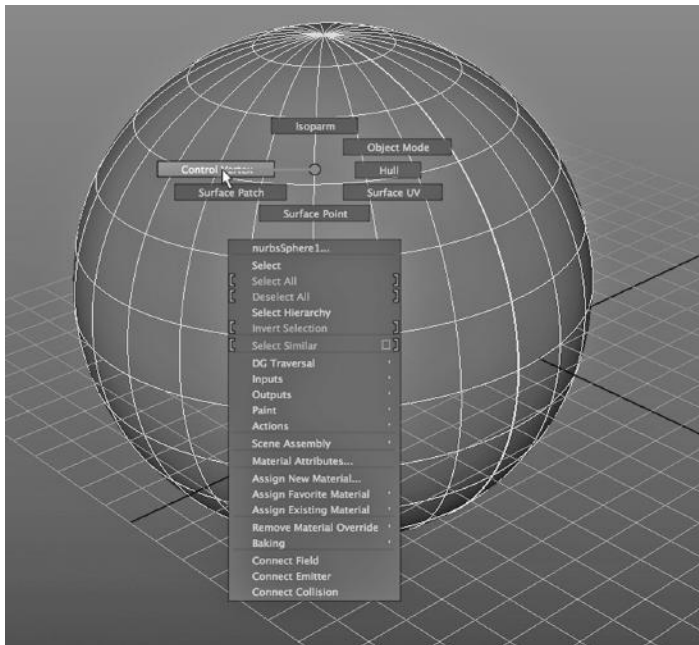 Isoparm
Object Mode
Control Vertex
Hull
Surface Patch
Surface UV
Surface Point
nurbsSphere1...
Select
Select All
Deselect All
Select Hierarchy
Invert Selection
Select Similar
DG Traversal
Inputs
Outputs
Paint
Actions
Scene Assembly
Material Attributes...
Assign New Material...
Assign Favorite Material
Assign Existing Material
Remove Material Override
Baking
Connect Field
Connect Emitter
Connect Collision